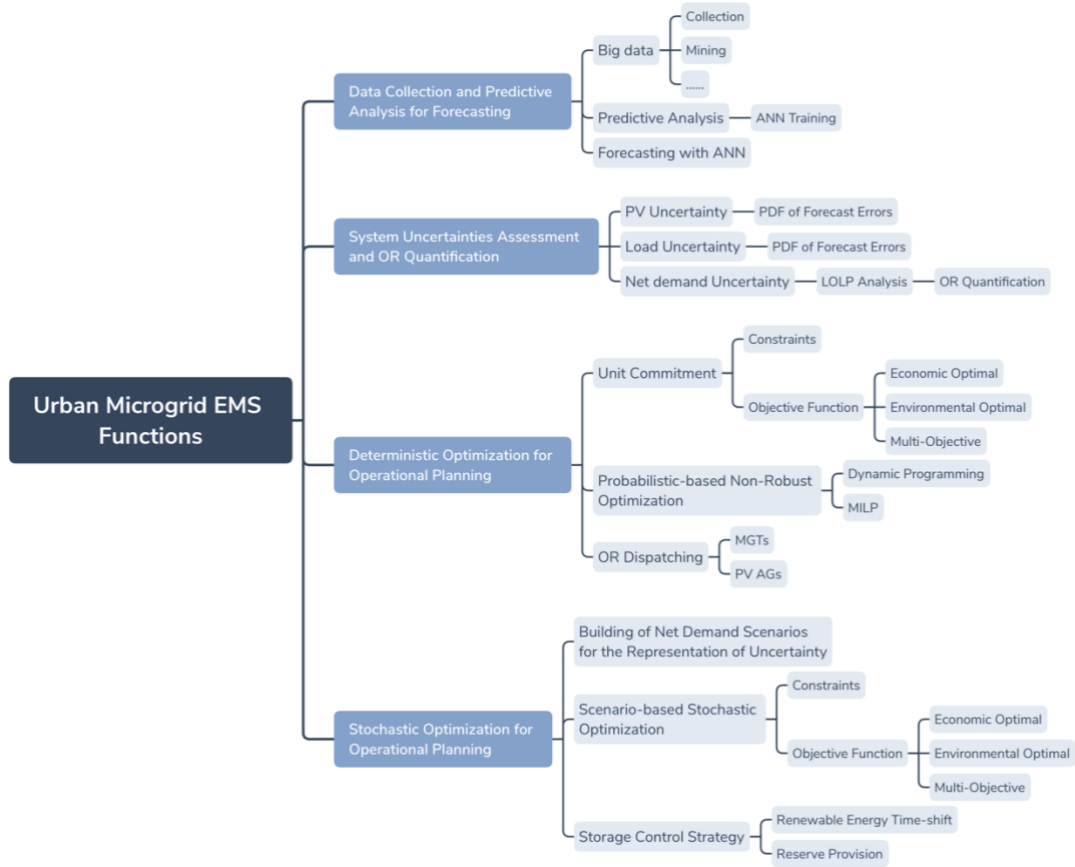 Urban Microgrid EMS
Functions
Data Collection and Predictive
Analysis for Forecasting
Big data
Collection
Mining
......
Predictive Analysis
ANN Training
Forecasting with ANN
System Uncertainties Assessment
and OR Quantification
PV Uncertainty
PDF of Forecast Errors
Load Uncertainty
PDF of Forecast Errors
Net demand Uncertainty
LOLP Analysis
OR Quantification
Deterministic Optimization for
Operational Planning
Unit Commitment
Constraints
Objective Function
Economic Optimal
Environmental Optimal
Multi-Objective
Probabilistic-based Non-Robust
Optimization
Dynamic Programming
MILP
OR Dispatching
MGTs
PV AGs
Stochastic Optimization for
Operational Planning
Building of Net Demand Scenarios
for the Representation of Uncertainty
Scenario-based Stochastic
Optimization
Constraints
Objective Function
Economic Optimal
Environmental Optimal
Multi-Objective
Storage Control Strategy
Renewable Energy Time-shift
Reserve Provision